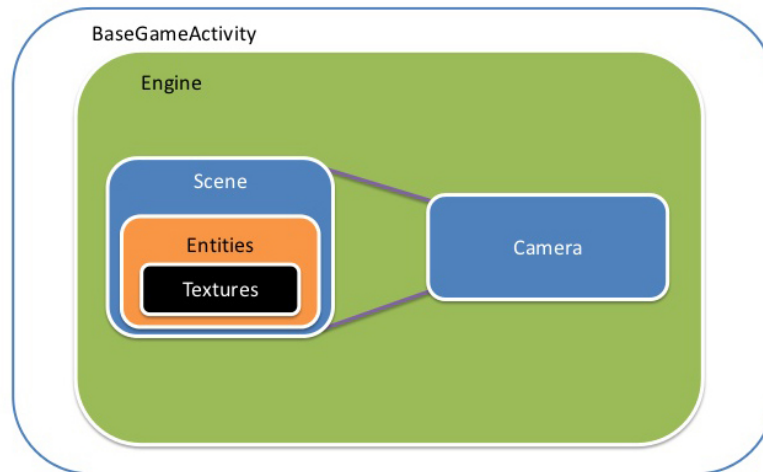 BaseGameActivity
Engine
Scene
Entities
Textures
Camera